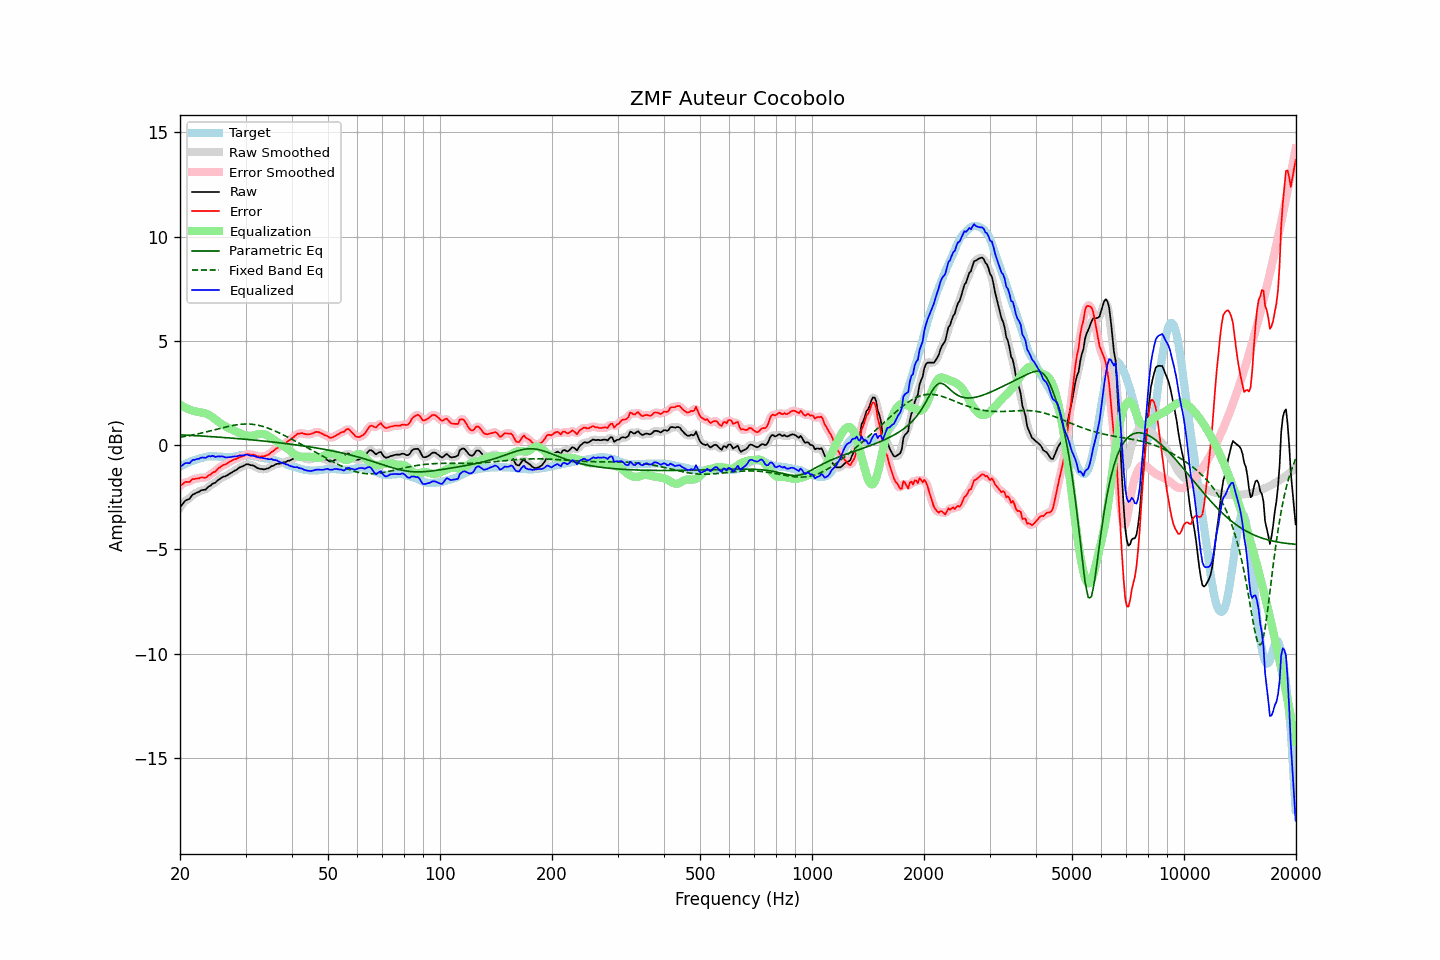 ZMF Auteur Cocobolo
Target
Raw Smoothed
Error Smoothed
Raw
Error
Equalization
Parametric Eq
Fixed Band Eq
Equalized
15
10
5
0
−5
−10
−15
Amplitude (dBr)
20
50
100
200
500
1000
2000
5000
10000
20000
Frequency (Hz)